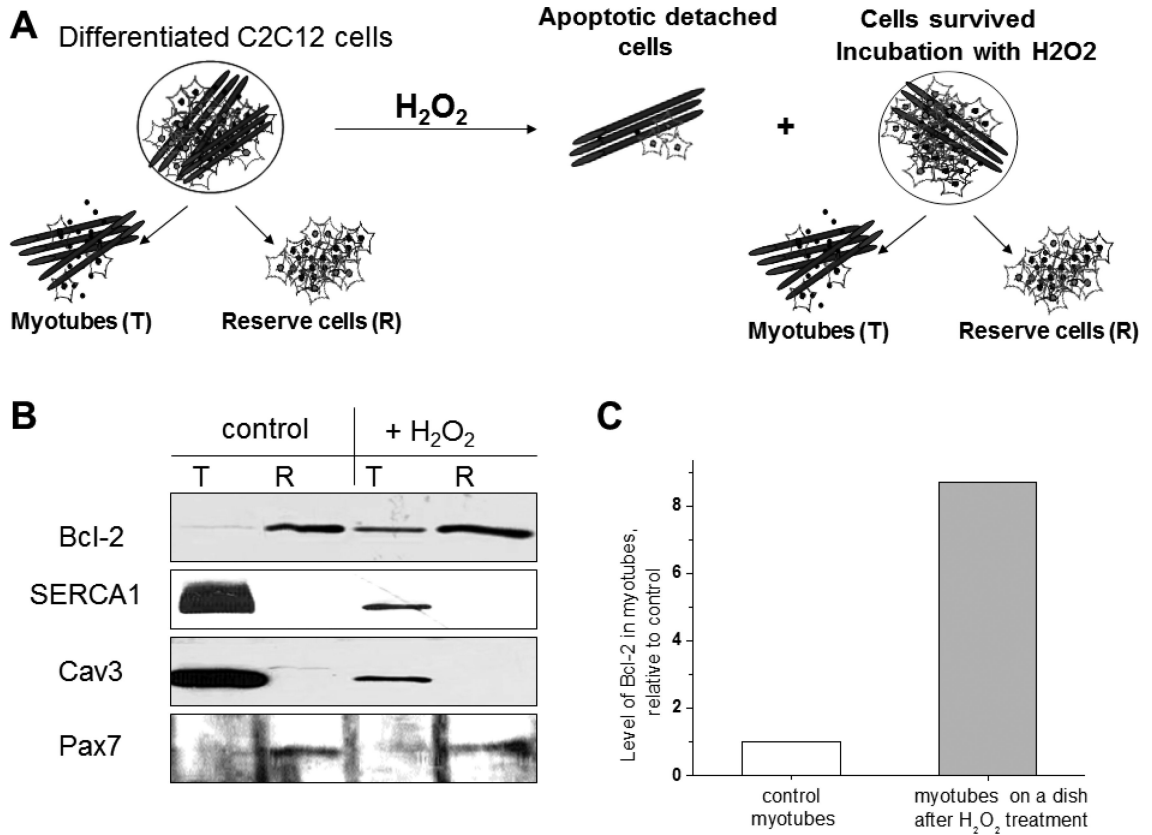 A
Differentiated C2C12 cells
H2O2
Apoptotic detached
cells
+
Cells survived
Incubation with H2O2
Myotubes (T)
Reserve cells (R)
Myotubes (T)
Reserve cells (R)
B
control
+ H2O2
T R T R
Bcl-2
SERCA1
Cav3
Pax7
C
Level of Bcl-2 in myotubes,
relative to control
8
6
4
2
0
control
myotubes
myotubes on a dish
after H2O2 treatment